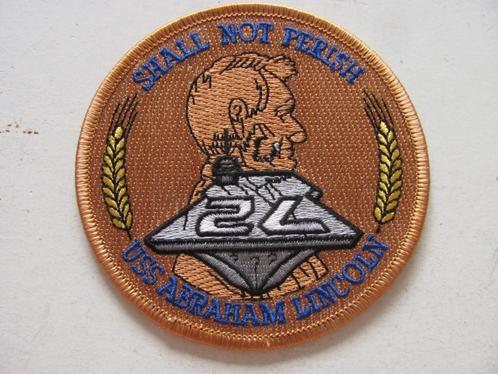 SHALL NOT PERISH
72
USS ABRAHAM LINCOLN